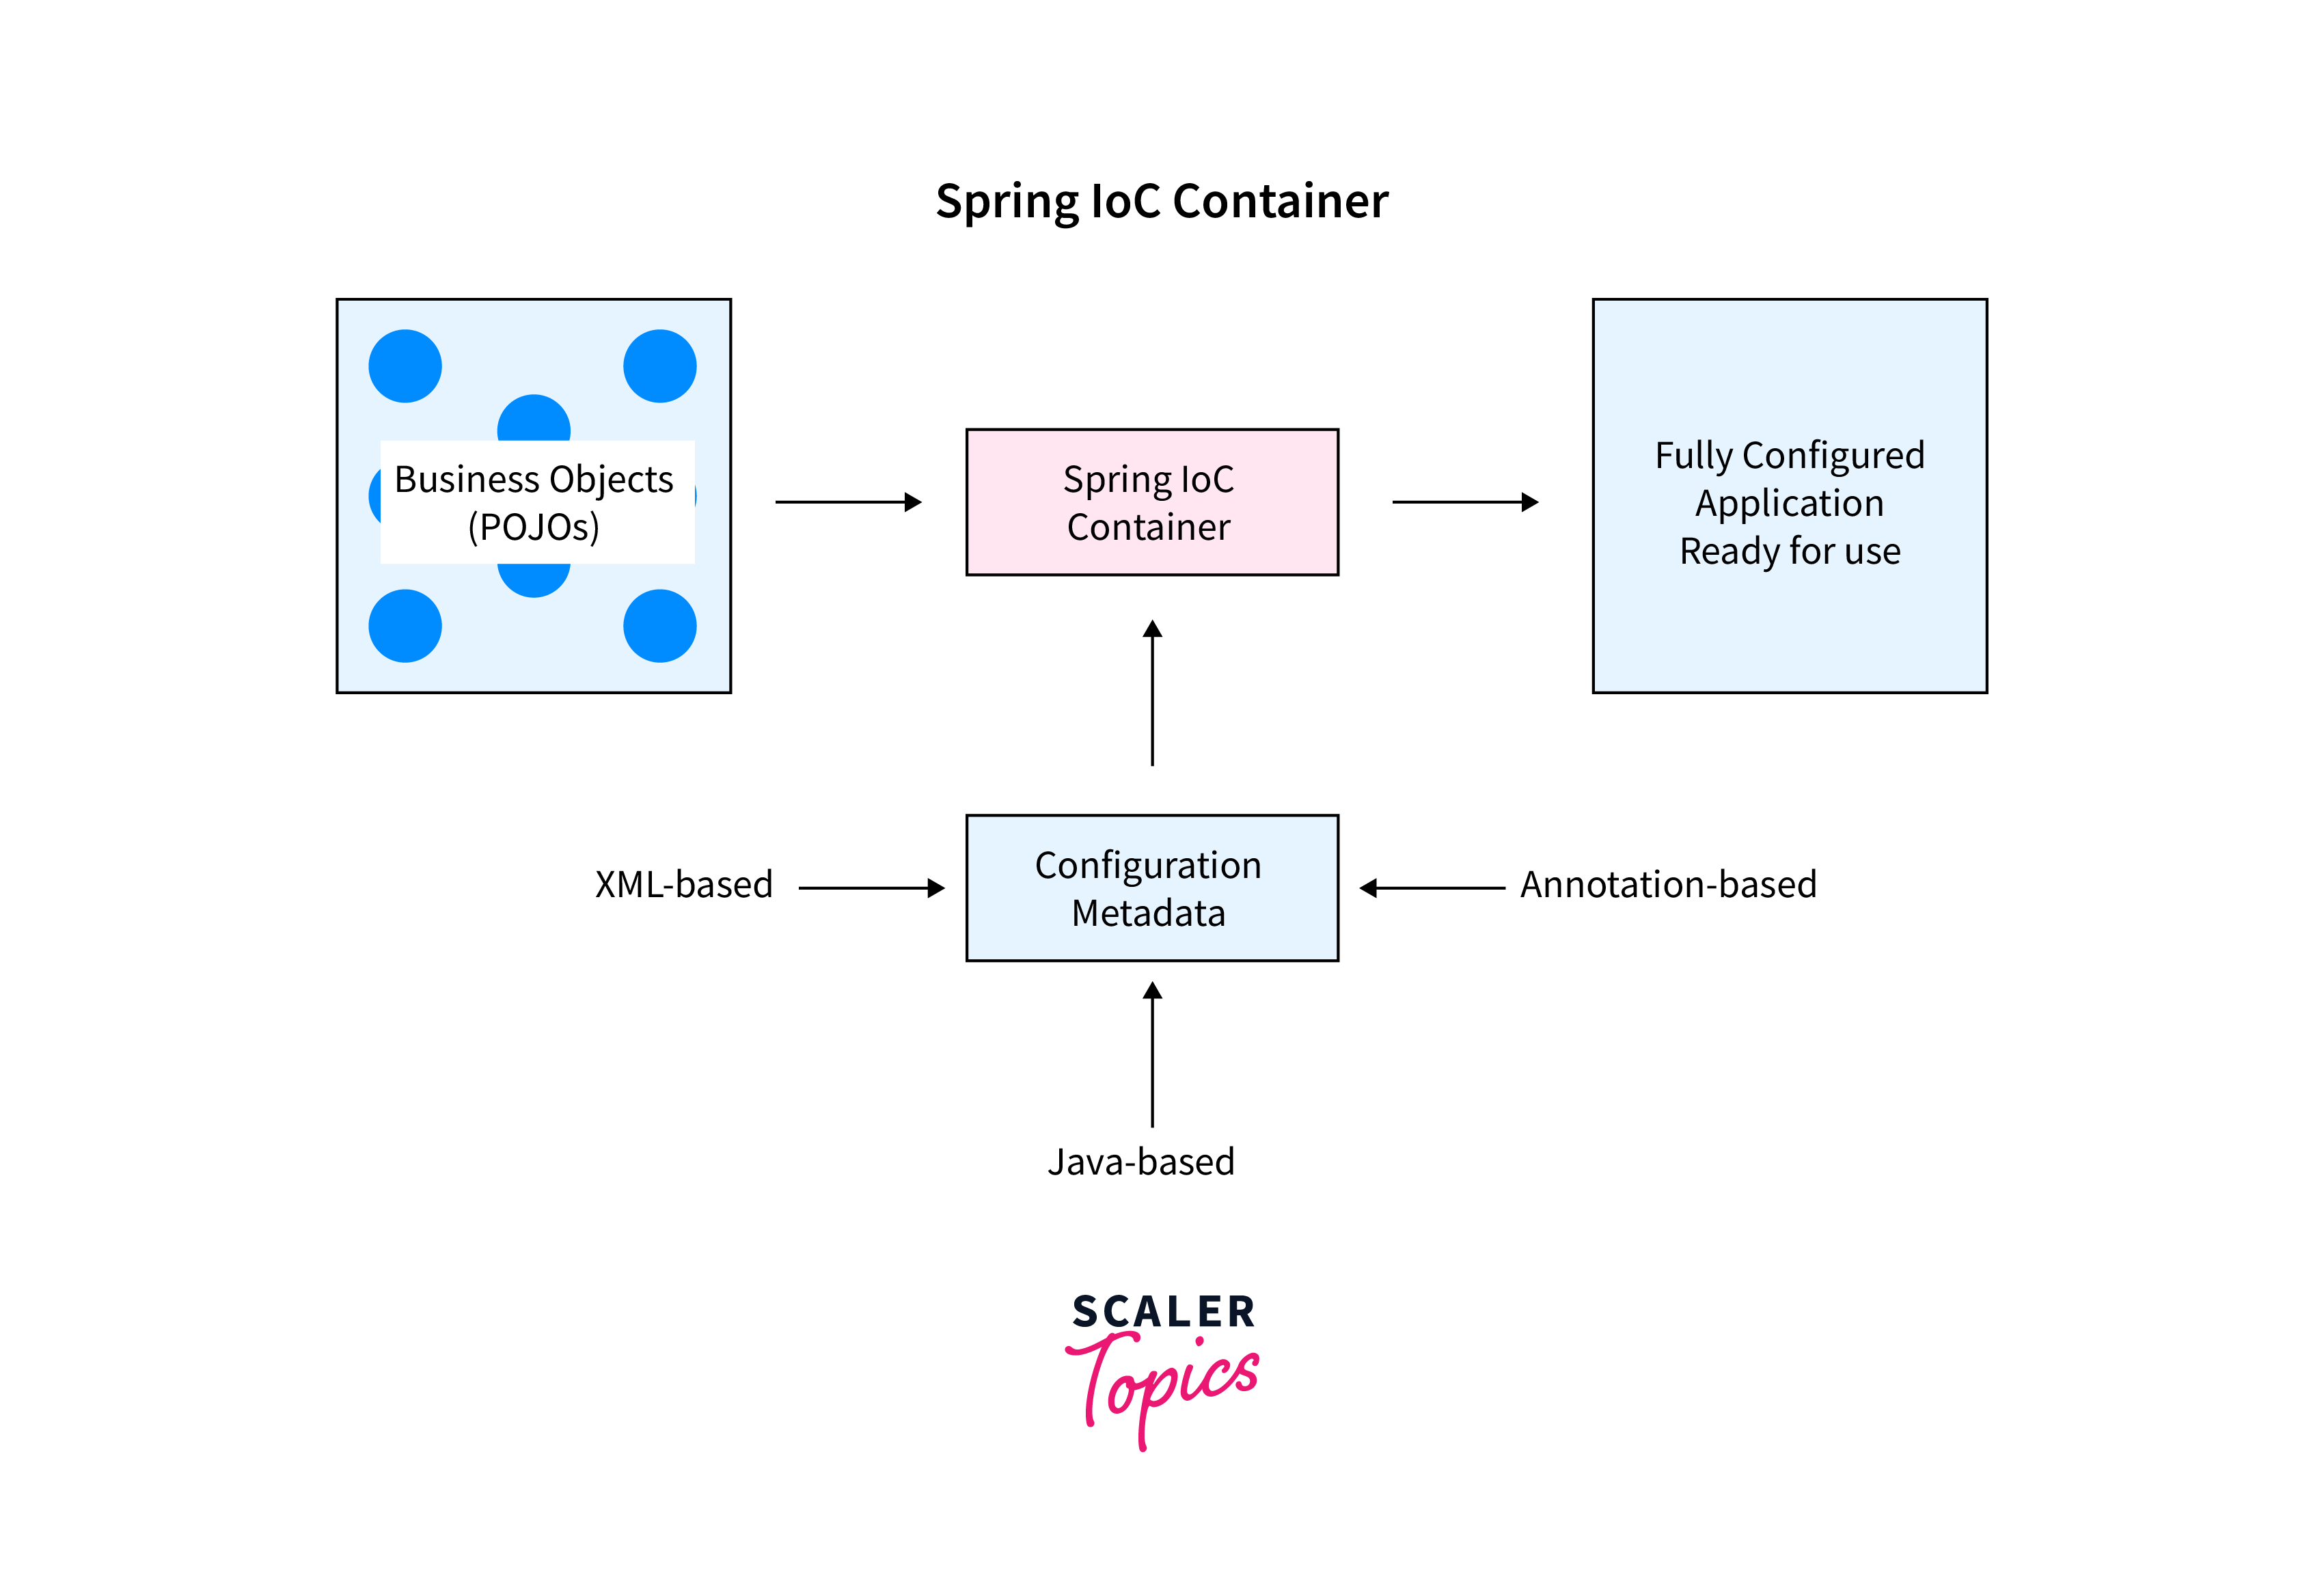 Spring IoC Container
Business Objects
(POJOs)
Spring IoC
Container
Fully Configured
Application
Ready for use
XML-based
Configuration
Metadata
Annotation-based
Java-based
SCALER
Topics